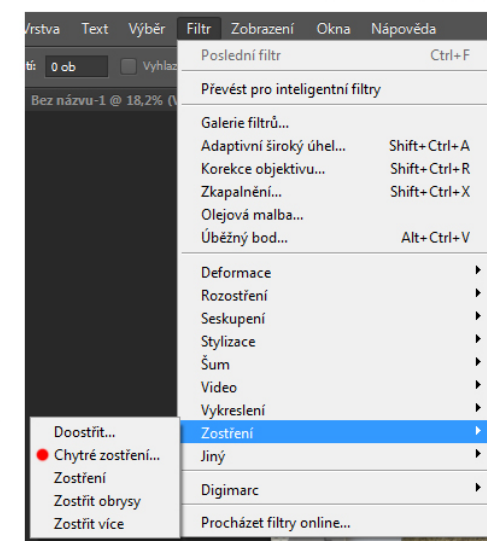 Vrstva Text Výběr Filtr Zobrazení Okna Nápověda
0 ob
Bez názvu-1 @ 18,2%
Poslední filtr Ctrl+F
Převést pro inteligentní filtry
Galerie filtrů...
Adaptivní široký úhel... Shift+Ctrl+A
Korekce objektivu... Shift+Ctrl+R
Zkapalnění... Shift+Ctrl+X
Olejová malba...
Úběžný bod... Alt+Ctrl+V
Deformace
Rozostření
Seskupení
Stylizace
Šum
Video
Vykreslení
Zostření
Jiný
Digimarc
Procházet filtry online...
Doostřit...
Chytré zostření...
Zostření
Zostřit obrysy
Zostřit více